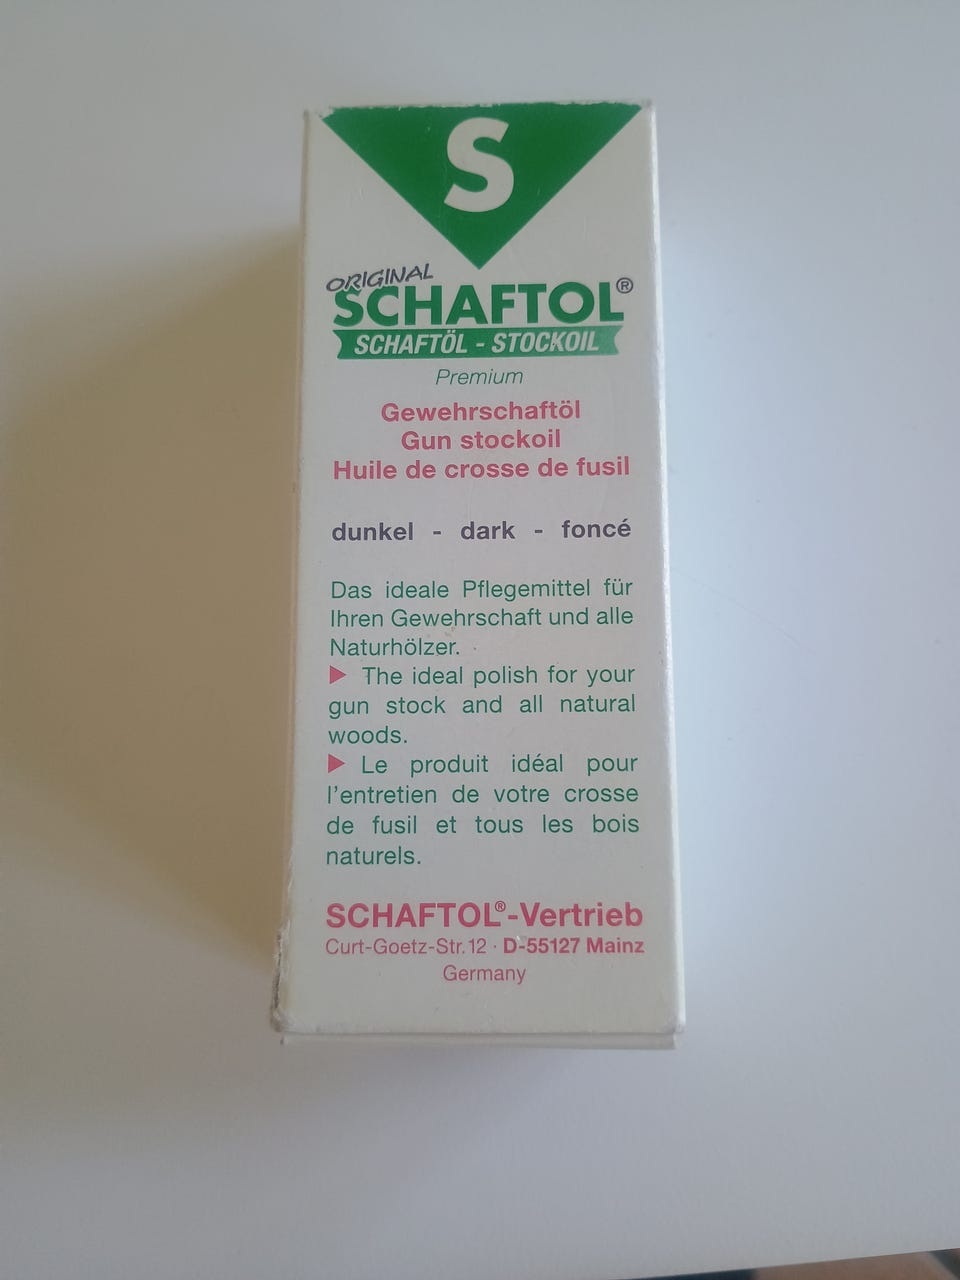 S
ORIGINAL
SCHAFTOL®
SCHAFTÖL - STOCKOIL
Premium
Gewehrschaftöl
Gun stockoil
Huile de crosse de fusil
dunkel - dark - foncé
Das ideale Pflegemittel für
Ihren Gewehrschaft und alle
Naturhölzer.
▶ The ideal polish for your
gun stock and all natural
woods.
▶ Le produit idéal pour
l'entretien de votre crosse
de fusil et tous les bois
naturels.
SCHAFTOL®-Vertrieb
Curt-Goetz-Str. 12 · D-55127 Mainz
Germany